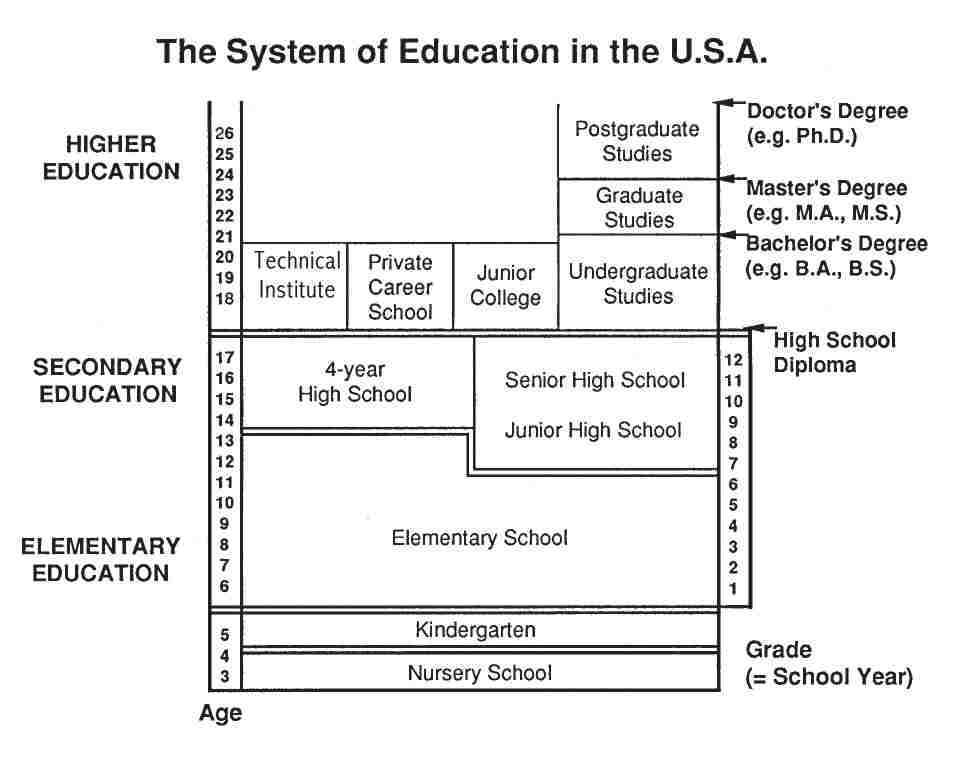 The System of Education in the U.S.A.
HIGHER
EDUCATION
26
25
24
23
22
21
20
19
18
Postgraduate
Studies
Graduate
Studies
Technical
Institute
Private
Career
School
Junior
College
Undergraduate
Studies
Doctor's Degree
(e.g. Ph.D.)
Master's Degree
(e.g. M.A., M.S.)
Bachelor's Degree
(e.g. B.A., B.S.)
High School
Diploma
SECONDARY
EDUCATION
17
16
15
14
13
12
11
10
9
8
7
6
4-year
High School
Senior High School
Junior High School
12
11
10
9
8
7
6
5
4
3
2
1
ELEMENTARY
EDUCATION
Elementary School
5
4
3
Kindergarten
Nursery School
Grade
(= School Year)
Age